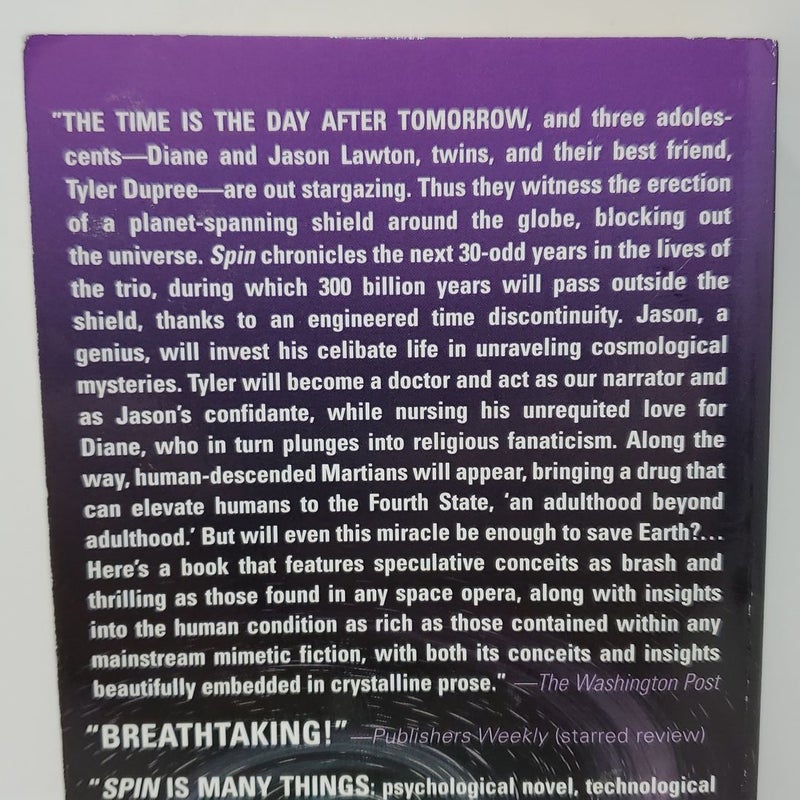 "THE TIME IS THE DAY AFTER TOMORROW, and three adoles-
cents—Diane and Jason Lawton, twins, and their best friend,
Tyler Dupree—are out stargazing. Thus they witness the erection
of a planet-spanning shield around the globe, blocking out
the universe. Spin chronicles the next 30-odd years in the lives of
the trio, during which 300 billion years will pass outside the
shield, thanks to an engineered time discontinuity. Jason, a
genius, will invest his celibate life in unraveling cosmological
mysteries. Tyler will become a doctor and act as our narrator and
as Jason's confidante, while nursing his unrequited love for
Diane, who in turn plunges into religious fanaticism. Along the
way, human-descended Martians will appear, bringing a drug that
can elevate humans to the Fourth State, 'an adulthood beyond
adulthood.' But will even this miracle be enough to save Earth?...
Here's a book that features speculative conceits as brash and
thrilling as those found in any space opera, along with insights
into the human condition as rich as those contained within any
mainstream mimetic fiction, with both its conceits and insights
beautifully embedded in crystalline prose." —The Washington Post
"BREATHTAKING!" —Publishers Weekly (starred review)
"SPIN IS MANY THINGS: psychological novel, technological